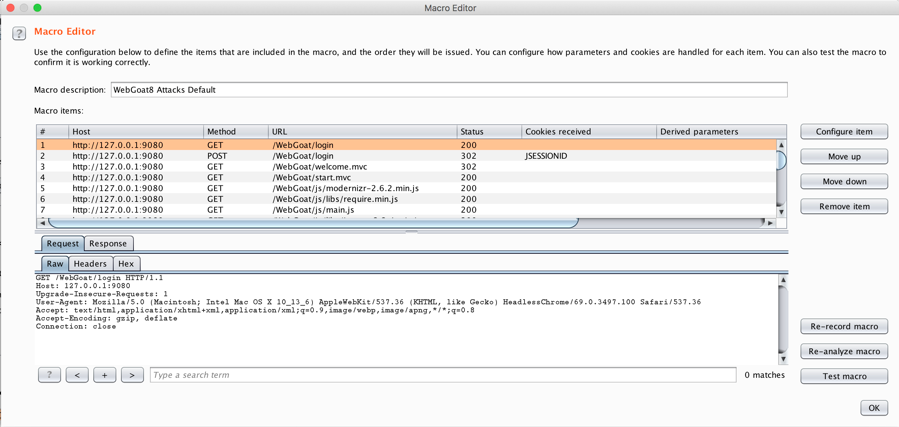 Macro Editor
? Macro Editor
Use the configuration below to define the items that are included in the macro, and the order they will be issued. You can configure how parameters and cookies are handled for each item. You can also test the macro to
confirm it is working correctly.
Macro description: WebGoat8 Attacks Default
Macro items:
# Host Method URL Status Cookies received Derived parameters
1 http://127.0.0.1:9080 GET /WebGoat/login 200
2 http://127.0.0.1:9080 POST /WebGoat/login 302 JSESSIONID
3 http://127.0.0.1:9080 GET /WebGoat/welcome.mvc 302
4 http://127.0.0.1:9080 GET /WebGoat/start.mvc 200
5 http://127.0.0.1:9080 GET /WebGoat/js/modernizr-2.6.2.min.js 200
6 http://127.0.0.1:9080 GET /WebGoat/js/libs/require.min.js 200
7 http://127.0.0.1:9080 GET /WebGoat/js/main.js 200
Configure item
Move up
Move down
Remove item
Request Response
Raw Headers Hex
GET /WebGoat/login HTTP/1.1
Host: 127.0.0.1:9080
Upgrade-Insecure-Requests: 1
User-Agent: Mozilla/5.0 (Macintosh; Intel Mac OS X 10_13_6) AppleWebKit/537.36 (KHTML, like Gecko) HeadlessChrome/69.0.3497.100 Safari/537.36
Accept: text/html,application/xhtml+xml,application/xml;q=0.9,image/webp,image/apng,*/*;q=0.8
Accept-Encoding: gzip, deflate
Connection: close
Re-record macro
Re-analyze macro
Test macro
? < + > Type a search term 0 matches
OK